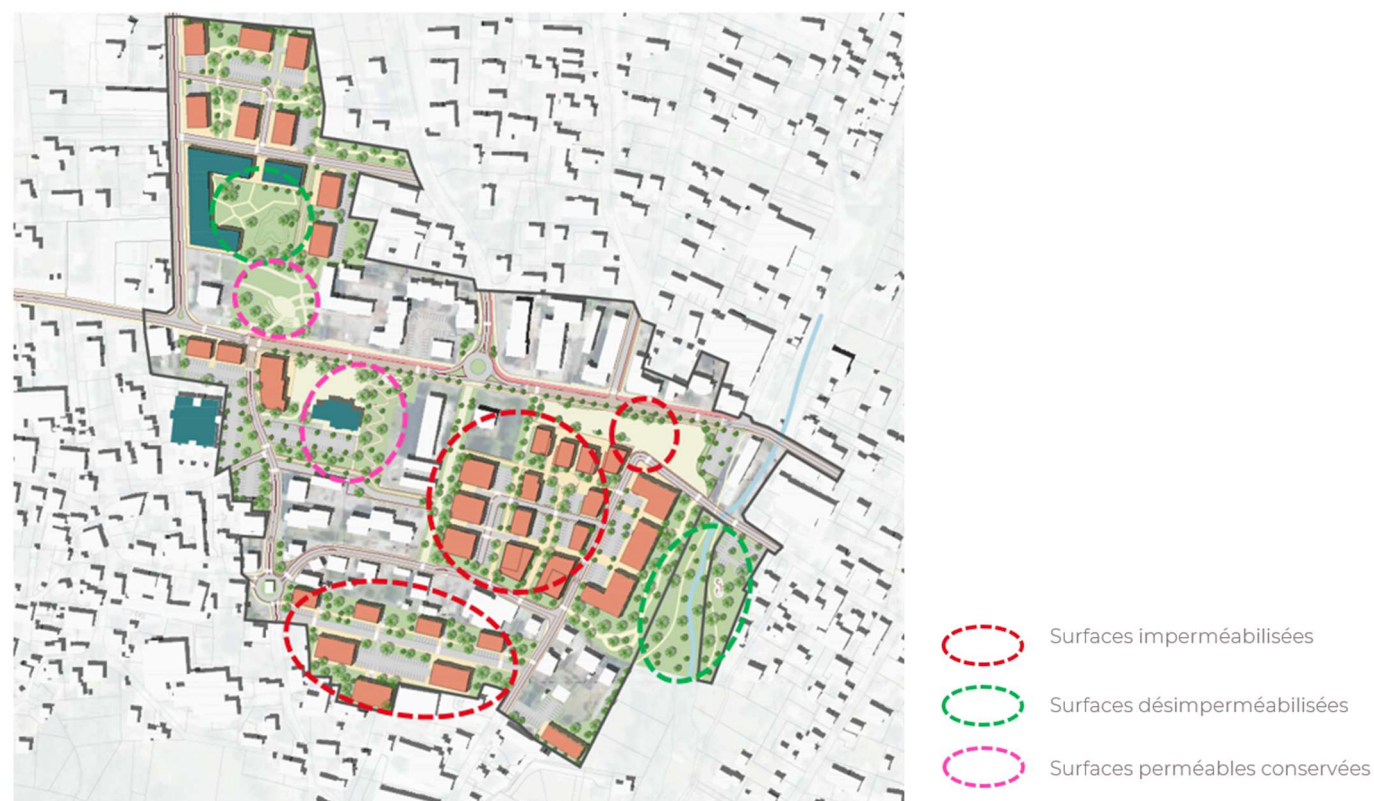 Surfaces imperméabilisées
Surfaces désimperméabilisées
Surfaces perméables conservées